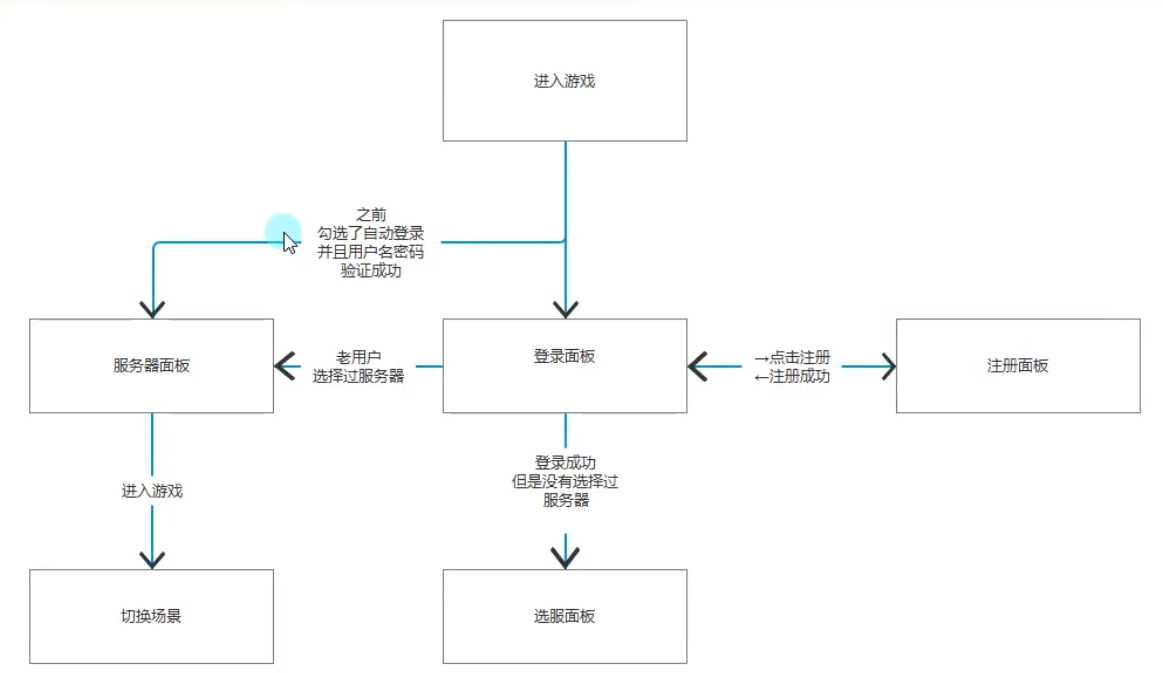 进入游戏
之前
勾选了自动登录
并且用户名密码
验证成功
服务器面板
老用户
选择过服务器
登录面板
→点击注册
←注册成功
注册面板
登录成功
但是没有选择过
服务器
进入游戏
切换场景
选服面板